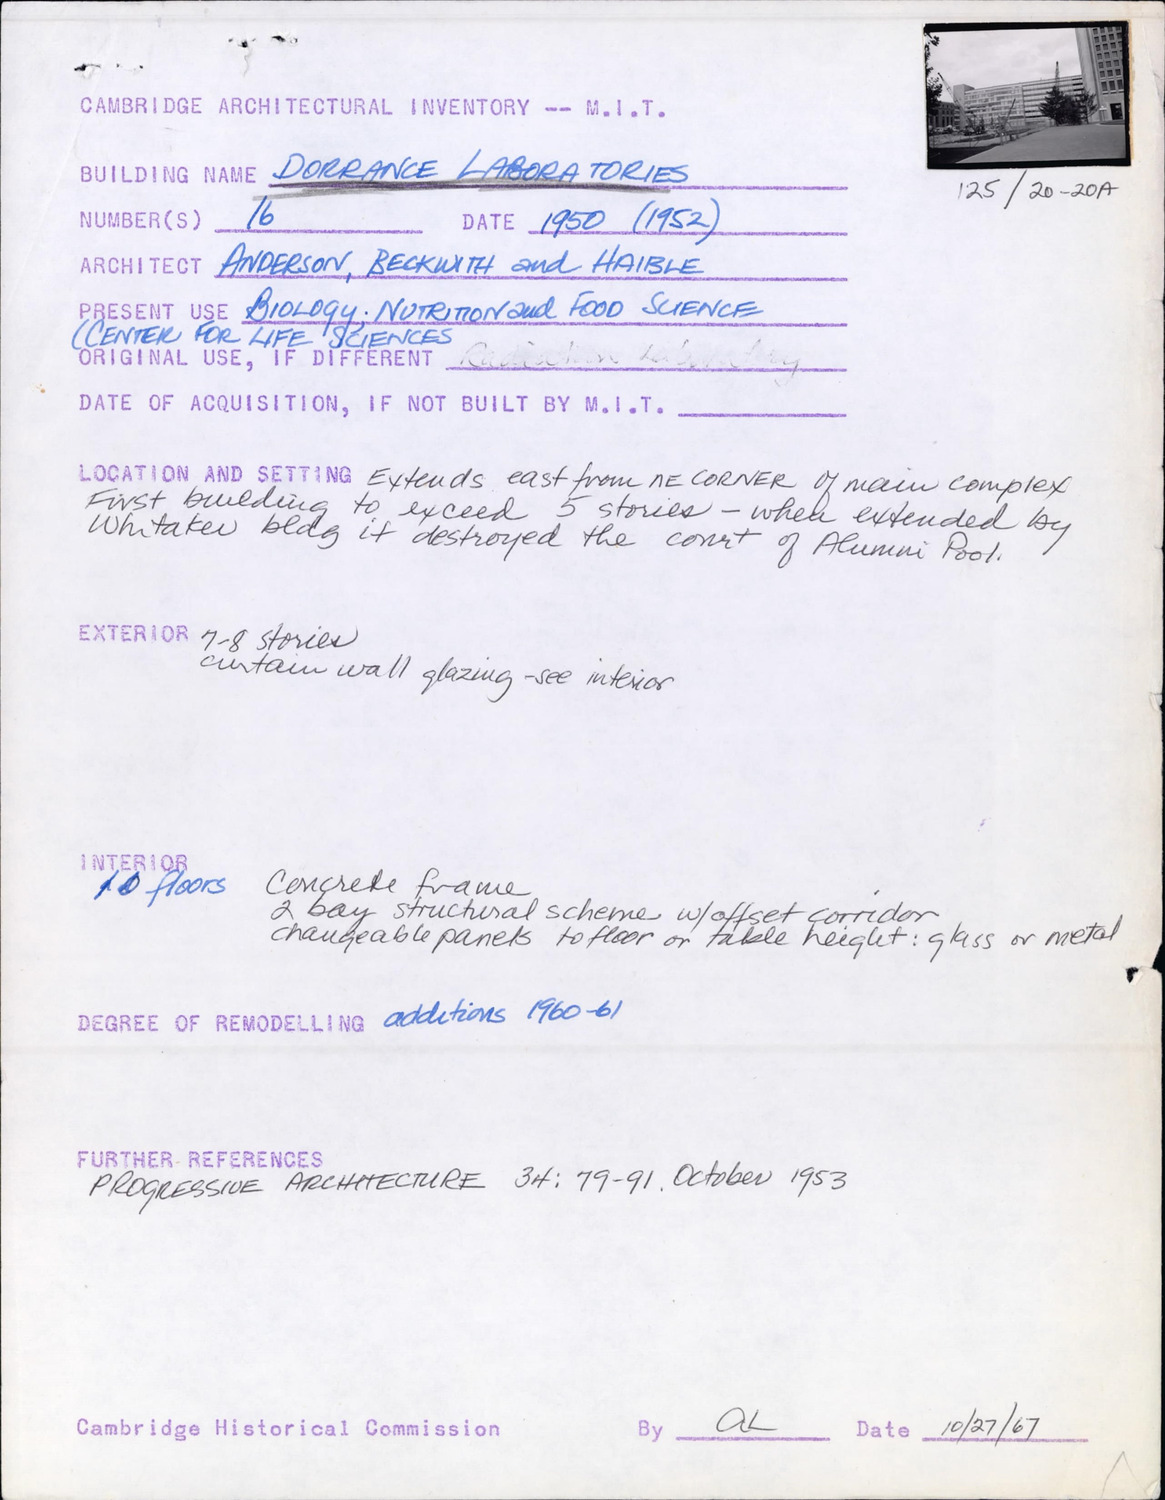 CAMBRIDGE ARCHITECTURAL INVENTORY -- M.I.T.
125/20-20A
BUILDING NAME DORRANCE LABORATORIES
NUMBER(S) 16 DATE 1950 (1952)
ARCHITECT ANDERSON, BECKWITH and HAIBLE
PRESENT USE BIOLOGY; NUTRITION and FOOD SCIENCE
(CENTER FOR LIFE SCIENCES
ORIGINAL USE, IF DIFFERENT Radiation Laboratory
DATE OF ACQUISITION, IF NOT BUILT BY M.I.T.
LOCATION AND SETTING Extends east from NE CORNER of main complex
First building to exceed 5 stories - when extended by
Whitaker bldg it destroyed the court of Alumni Pool.
EXTERIOR 7-8 stories
curtain wall glazing - see interior
INTERIOR
10 floors Concrete frame
2 bay structural scheme w/offset corridor
changeable panels to floor or table height: glass or metal
DEGREE OF REMODELLING additions 1960-61
FURTHER REFERENCES
PROGRESSIVE ARCHITECTURE 34: 79-91. October 1953
Cambridge Historical Commission By AL Date 10/27/67